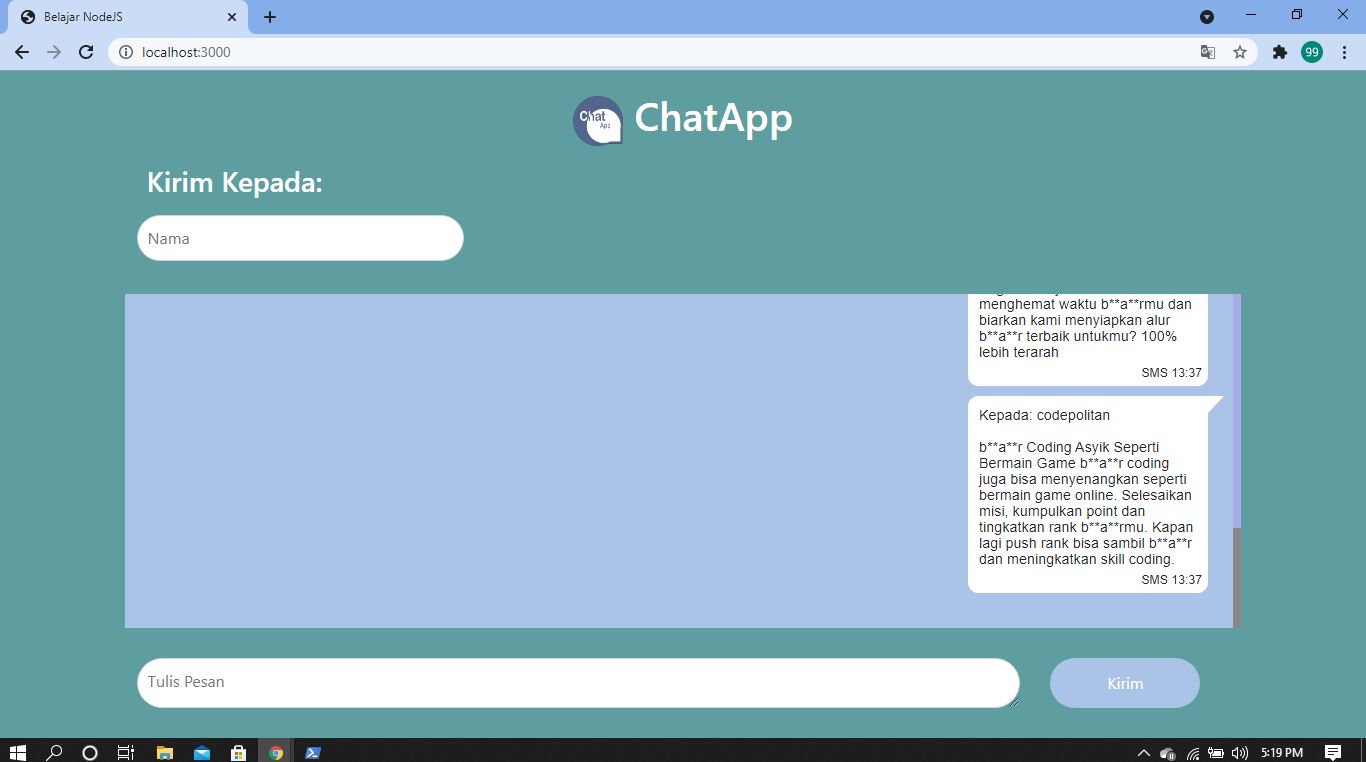 Belajar NodeJS
localhost:3000
99
Chat
App
ChatApp
Kirim Kepada:
Nama
menghemat waktu b**a**rmu dan
biarkan kami menyiapkan alur
b**a**r terbaik untukmu? 100%
lebih terarah
SMS 13:37
Kepada: codepolitan
b**a**r Coding Asyik Seperti
Bermain Game b**a**r coding
juga bisa menyenangkan seperti
bermain game online. Selesaikan
misi, kumpulkan point dan
tingkatkan rank b**a**rmu. Kapan
lagi push rank bisa sambil b**a**r
dan meningkatkan skill coding.
SMS 13:37
Tulis Pesan
Kirim
5:19 PM